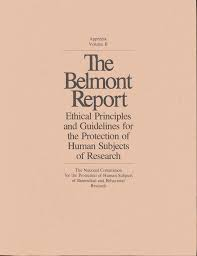 Appendix
Volume II
The
Belmont
Report
Ethical Principles
and Guidelines for
the Protection of
Human Subjects
of Research
The National Commission
for the Protection of Human Subjects
of Biomedical and Behavioral
Research